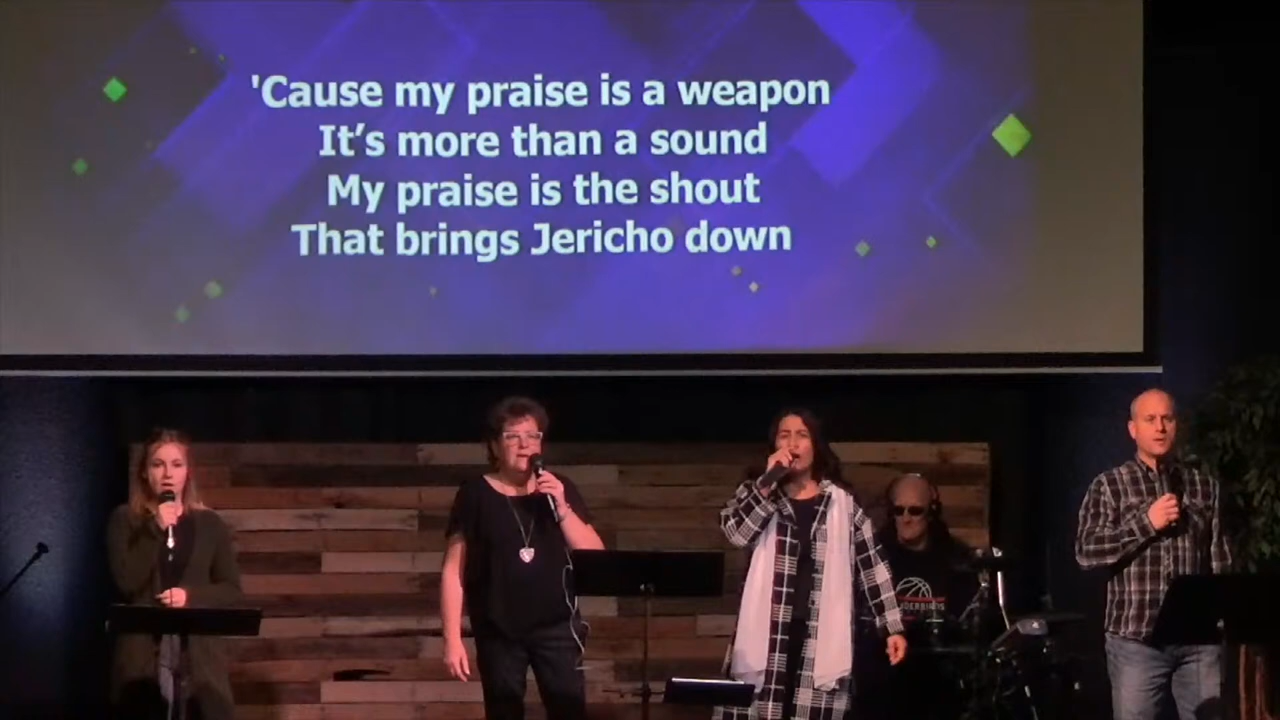 'Cause my praise is a weapon
It’s more than a sound
My praise is the shout
That brings Jericho down